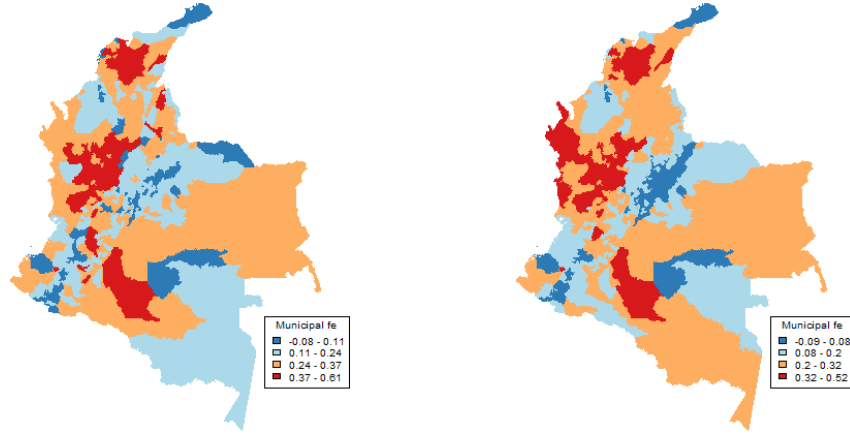 Municipal fe
-0.08 - 0.11
0.11 - 0.24
0.24 - 0.37
0.37 - 0.61
Municipal fe
-0.09 - 0.08
0.08 - 0.2
0.2 - 0.32
0.32 - 0.52